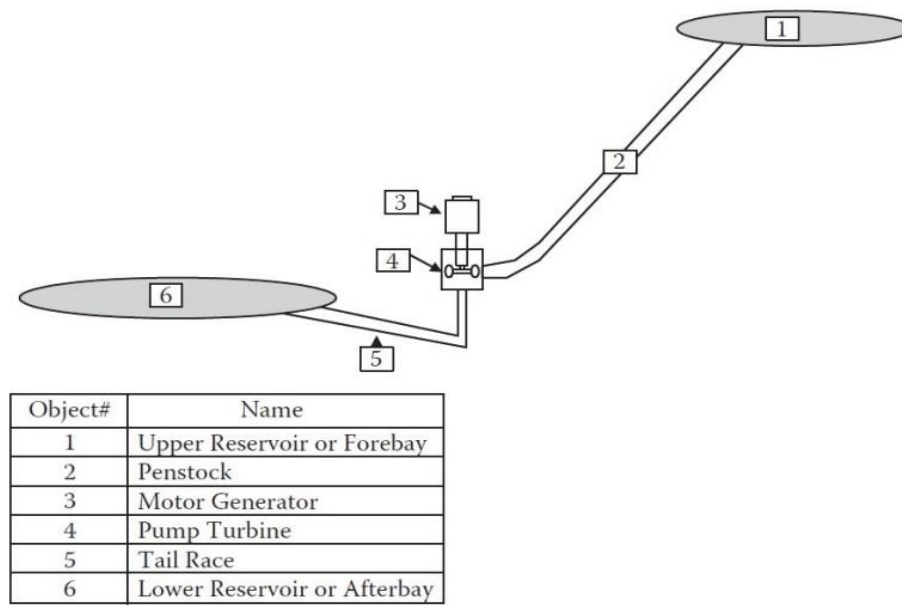 1
2
3
4
6
5
Object# Name
1 Upper Reservoir or Forebay
2 Penstock
3 Motor Generator
4 Pump Turbine
5 Tail Race
6 Lower Reservoir or Afterbay